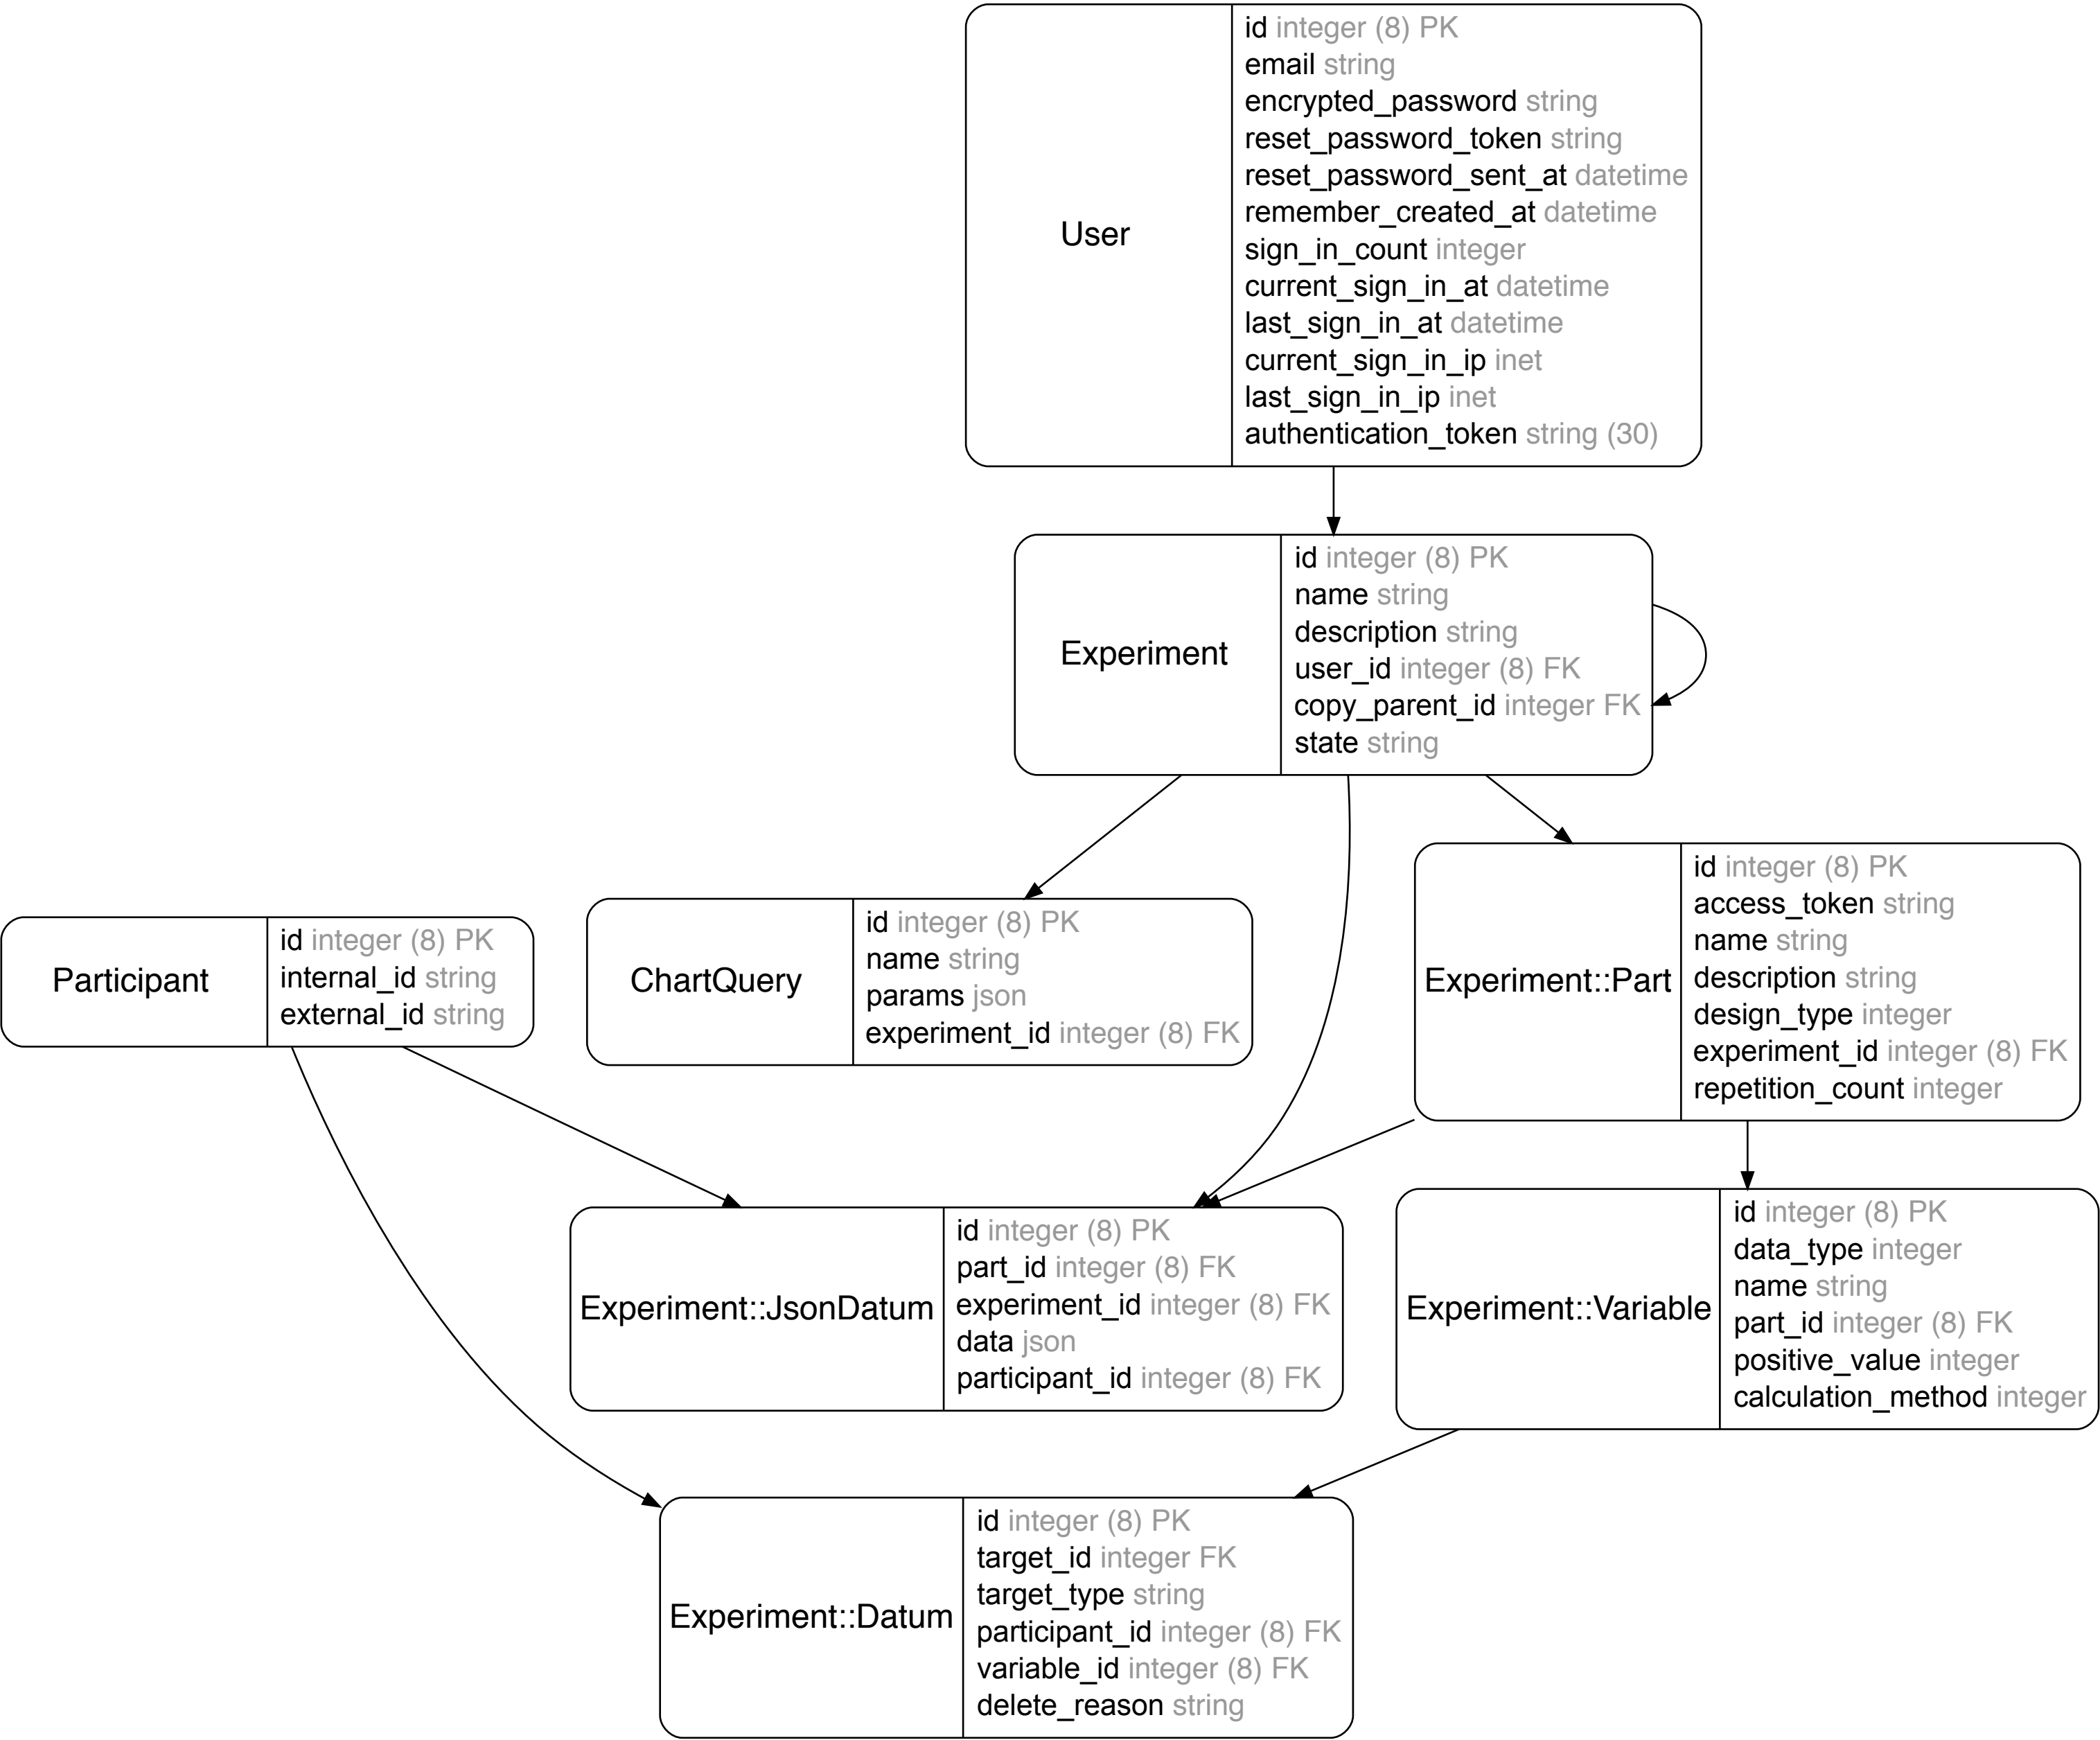 User
id integer (8) PK
email string
encrypted_password string
reset_password_token string
reset_password_sent_at datetime
remember_created_at datetime
sign_in_count integer
current_sign_in_at datetime
last_sign_in_at datetime
current_sign_in_ip inet
last_sign_in_ip inet
authentication_token string (30)
Experiment
id integer (8) PK
name string
description string
user_id integer (8) FK
copy_parent_id integer FK
state string
Participant
id integer (8) PK
internal_id string
external_id string
ChartQuery
id integer (8) PK
name string
params json
experiment_id integer (8) FK
Experiment::Part
id integer (8) PK
access_token string
name string
description string
design_type integer
experiment_id integer (8) FK
repetition_count integer
Experiment::JsonDatum
id integer (8) PK
part_id integer (8) FK
experiment_id integer (8) FK
data json
participant_id integer (8) FK
Experiment::Variable
id integer (8) PK
data_type integer
name string
part_id integer (8) FK
positive_value integer
calculation_method integer
Experiment::Datum
id integer (8) PK
target_id integer FK
target_type string
participant_id integer (8) FK
variable_id integer (8) FK
delete_reason string